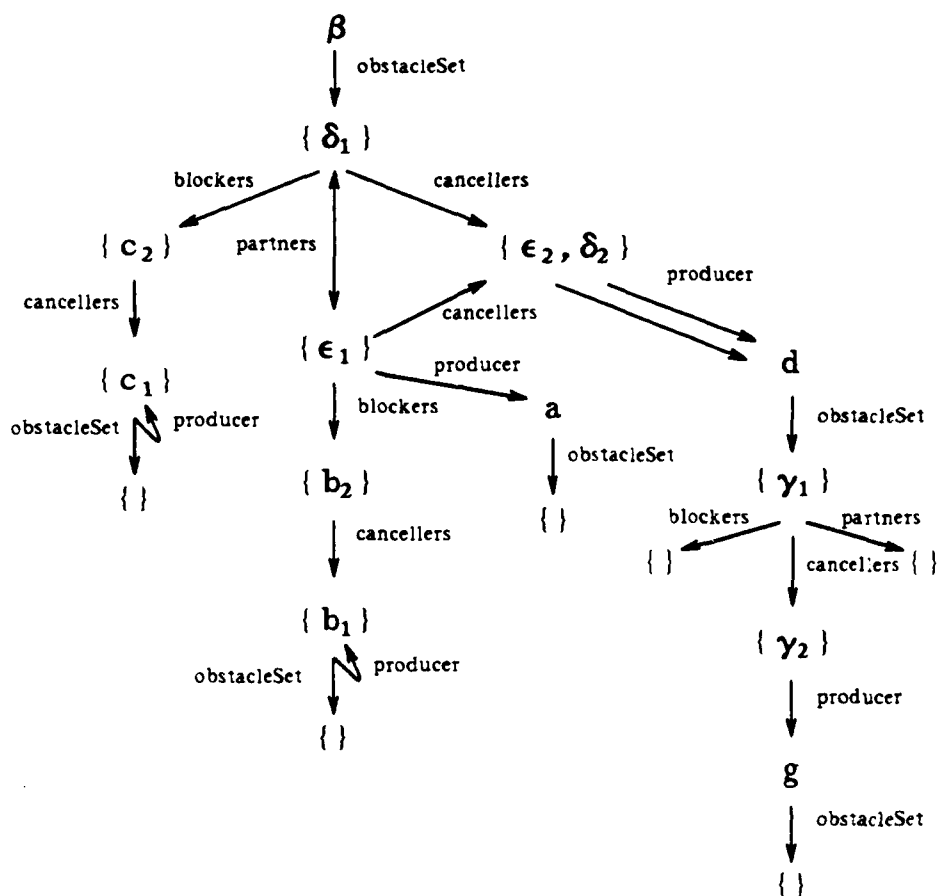 β
obstacleSet
{ δ₁ }
blockers
cancellers
{ c₂ }
partners
{ ϵ₂ , δ₂ }
producer
cancellers
cancellers
{ ϵ₁ }
d
{ c₁ }
producer
blockers
a
obstacleSet
obstacleSet
producer
obstacleSet
{ }
{ b₂ }
{ }
{ γ₁ }
blockers
partners
cancellers
{ }
cancellers
{ }
{ b₁ }
{ γ₂ }
obstacleSet
producer
producer
{ }
g
obstacleSet
{ }